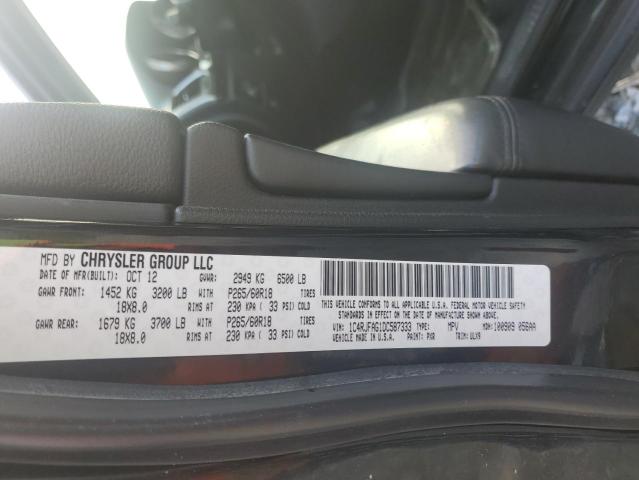 MFD BY CHRYSLER GROUP LLC
DATE OF MFR(BUILT): OCT 12 GVWR: 2949 KG 6500 LB
GAWR FRONT: 1452 KG 3200 LB WITH P265/60R18 TIRES
18X8.0 RIMS AT 230 KPA ( 33 PSI) COLD
GAWR REAR: 1679 KG 3700 LB WITH P265/60R18 TIRES
18X8.0 RIMS AT 230 KPA ( 33 PSI) COLD
THIS VEHICLE CONFORMS TO ALL APPLICABLE U.S.A. FEDERAL MOTOR VEHICLE SAFETY
STANDARDS IN EFFECT ON THE DATE OF MANUFACTURE SHOWN ABOVE.
VIN: 1C4RJFAG1DC587333 TYPE: MPV MDH: 100909 056AA
VEHICLE MADE IN U.S.A. PAINT: PXR TRIM: ULX9